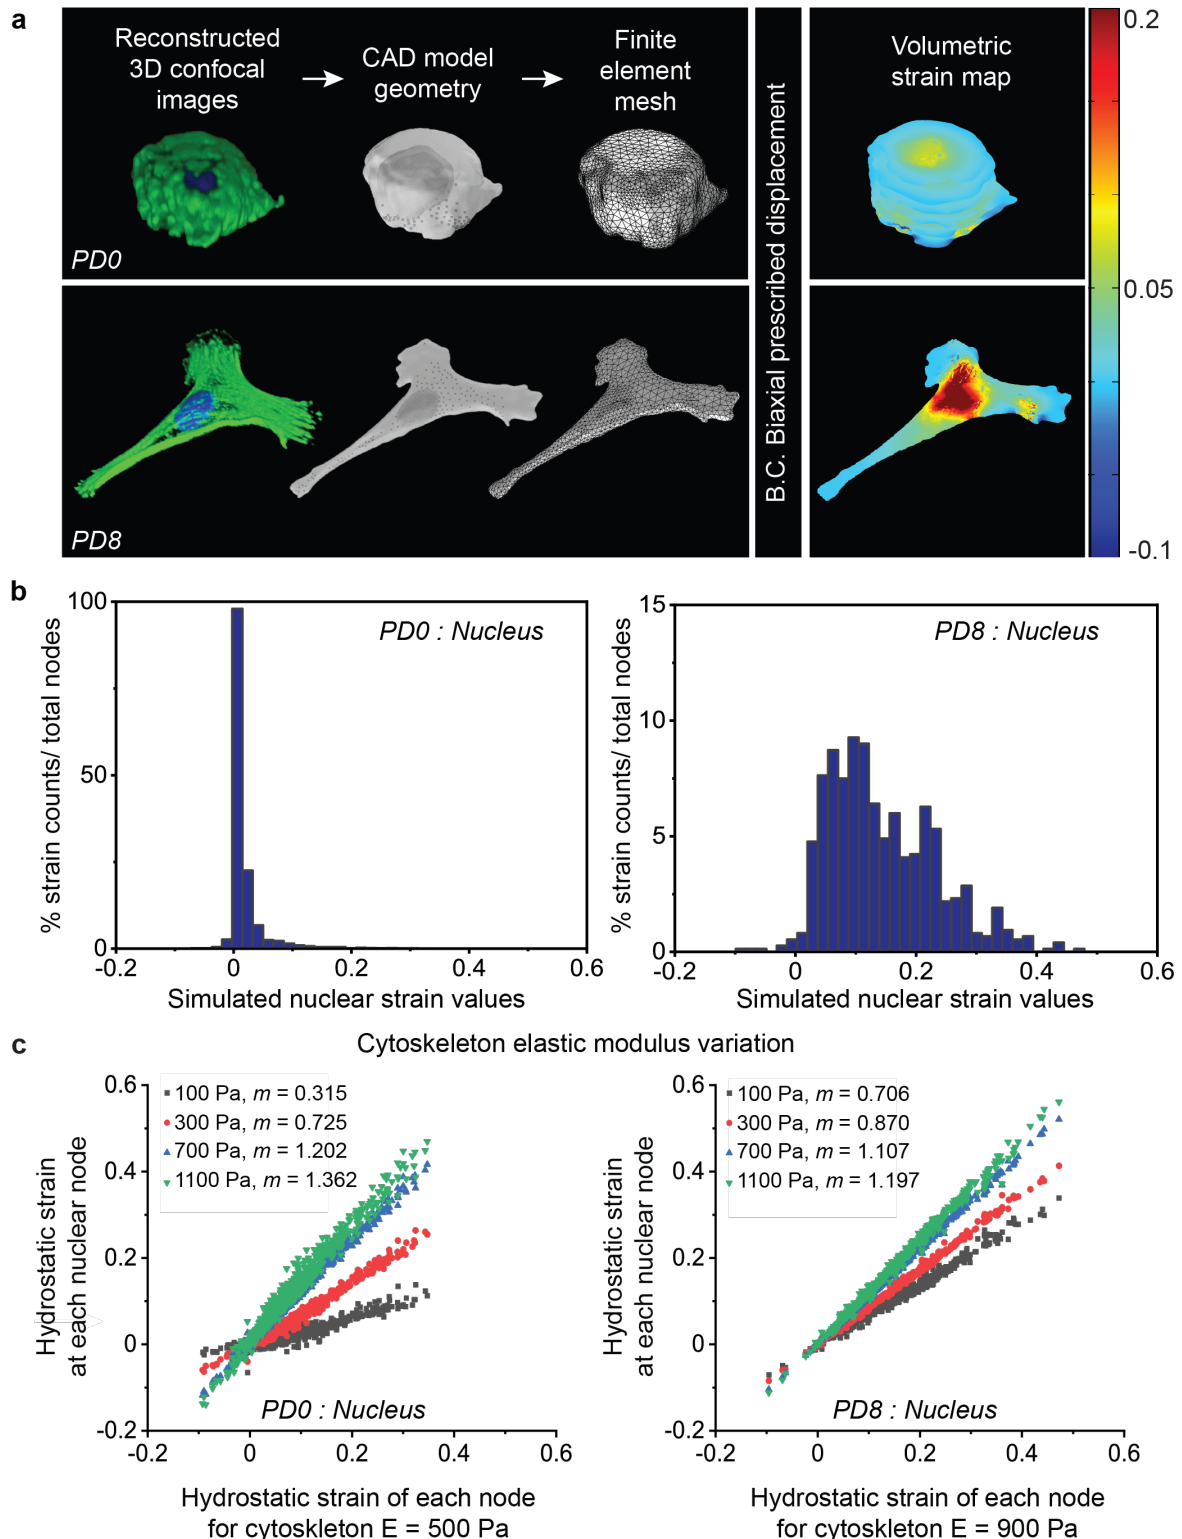 a
Reconstructed
3D confocal
images
CAD model
geometry
Finite
element
mesh
Volumetric
strain map
PD0
PD8
B.C. Biaxial prescribed displacement
0.2
0.05
-0.1
b
100
50
0
-0.2
0
0.2
0.4
0.6
% strain counts/ total nodes
PD0 : Nucleus
Simulated nuclear strain values
15
10
5
0
-0.2
0
0.2
0.4
0.6
% strain counts/ total nodes
PD8 : Nucleus
Simulated nuclear strain values
c
Cytoskeleton elastic modulus variation
0.6
0.4
0.2
0
-0.2
-0.2
0
0.2
0.4
0.6
Hydrostatic strain
at each nuclear node
100 Pa, m = 0.315
300 Pa, m = 0.725
700 Pa, m = 1.202
1100 Pa, m = 1.362
PD0 : Nucleus
Hydrostatic strain of each node
for cytoskleton E = 500 Pa
0.6
0.4
0.2
0
-0.2
-0.2
0
0.2
0.4
0.6
Hydrostatic strain
at each nuclear node
100 Pa, m = 0.706
300 Pa, m = 0.870
700 Pa, m = 1.107
1100 Pa, m = 1.197
PD8 : Nucleus
Hydrostatic strain of each node
for cytoskleton E = 900 Pa